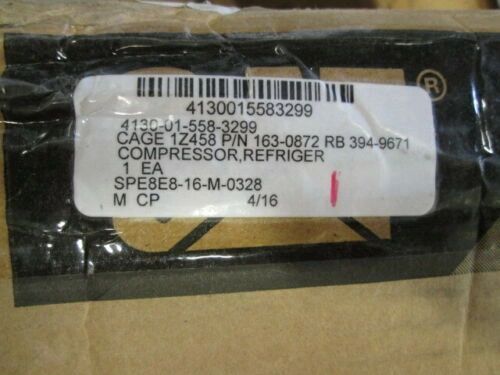 ®
4130015583299
4130-01-558-3299
CAGE 1Z458 P/N 163-0872 RB 394-9671
COMPRESSOR,REFRIGER
1 EA
SPE8E8-16-M-0328
M CP 4/16